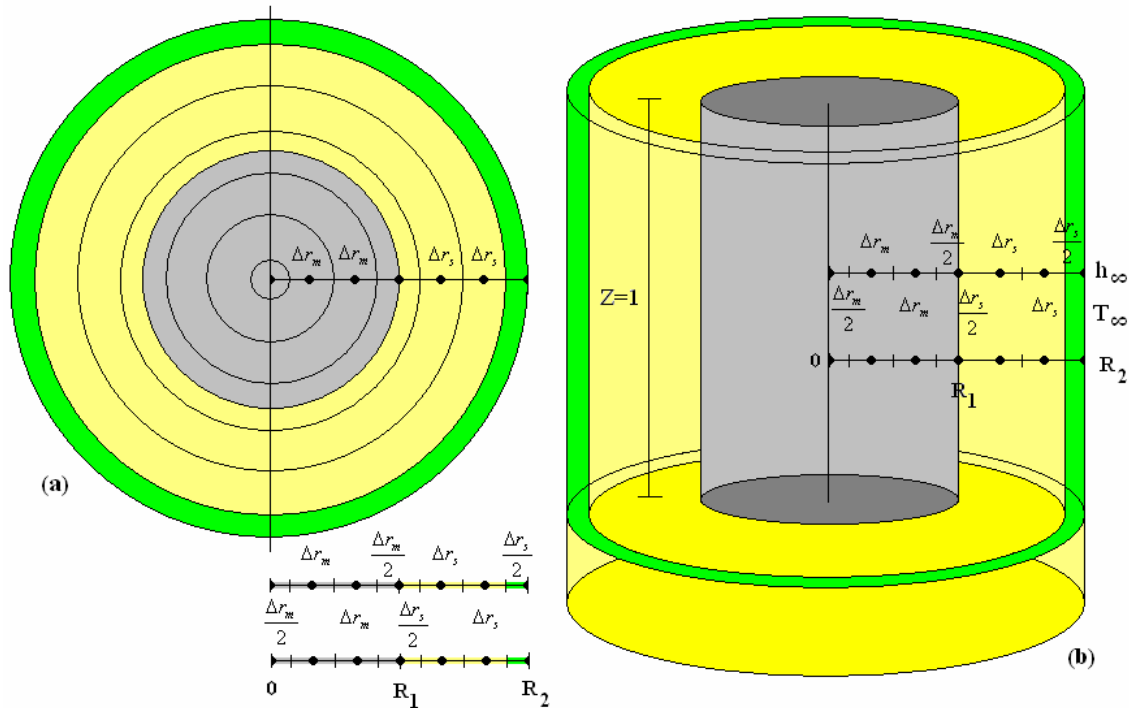 Δr_m Δr_m Δr_s Δr_s
(a)
Δr_m Δr_m/2 Δr_s Δr_s/2
Δr_m/2 Δr_m Δr_s/2 Δr_s
0 R_1 R_2
Z=1
Δr_m Δr_m/2 Δr_s Δr_s/2
h_∞
Δr_m/2 Δr_m Δr_s/2 Δr_s
T_∞
0 R_1 R_2
(b)